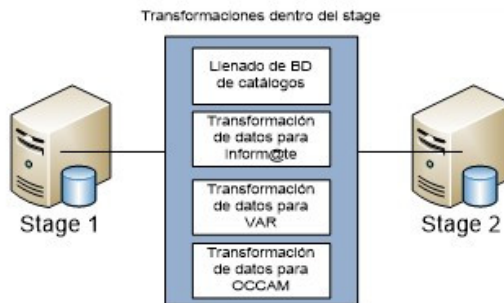 Transformaciones dentro del stage
Llenado de BD
de catálogos
Transformación
de datos para
Inform@te
Transformación
de datos para
VAR
Transformación
de datos para
OCCAM
Stage 1
Stage 2